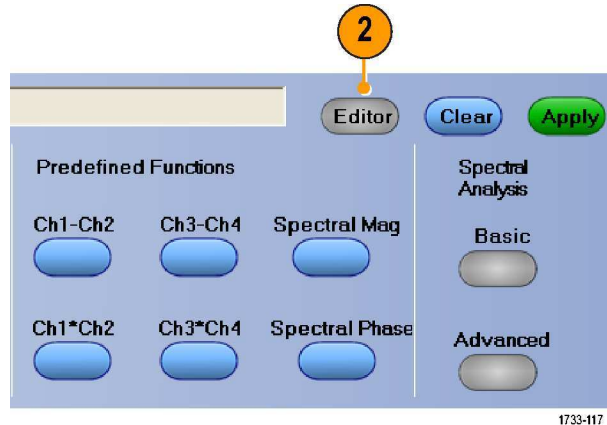 2
Editor Clear Apply
Predefined Functions
Spectral
Analysis
Ch1-Ch2 Ch3-Ch4 Spectral Mag
Basic
Ch1*Ch2 Ch3*Ch4 Spectral Phase
Advanced
1733-117